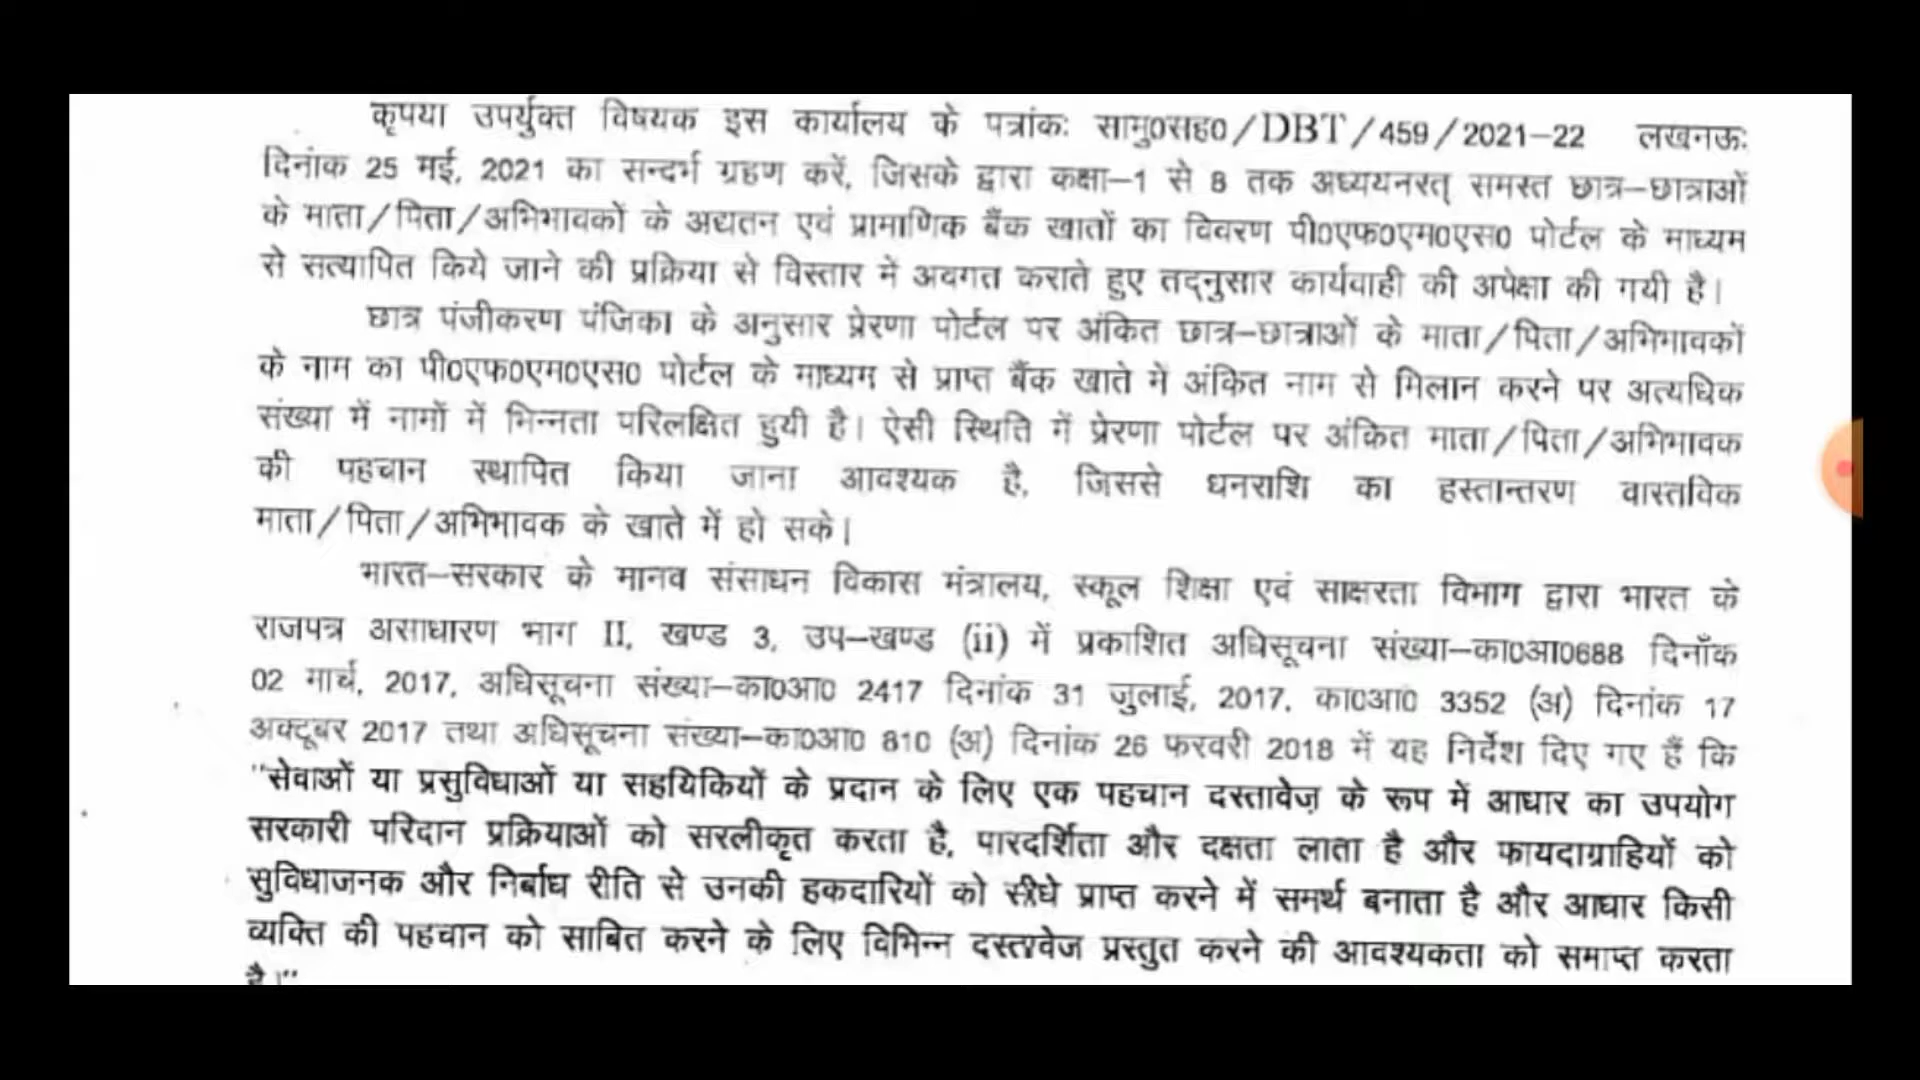 कृपया उपर्युक्त विषयक इस कार्यालय के पत्रांकः सामु0सह0/DBT/459/2021–22 लखनऊः
दिनांक 25 मई, 2021 का सन्दर्भ ग्रहण करें, जिसके द्वारा कक्षा–1 से 8 तक अध्ययनरत् समस्त छात्र–छात्राओं
के माता/पिता/अभिभावकों के अद्यतन एवं प्रामाणिक बैंक खातों का विवरण पी0एफ0एम0एस0 पोर्टल के माध्यम
से सत्यापित किये जाने की प्रक्रिया से विस्तार में अवगत कराते हुए तद्नुसार कार्यवाही की अपेक्षा की गयी है।
छात्र पंजीकरण पंजिका के अनुसार प्रेरणा पोर्टल पर अंकित छात्र–छात्राओं के माता/पिता/अभिभावकों
के नाम का पी0एफ0एम0एस0 पोर्टल के माध्यम से प्राप्त बैंक खाते में अंकित नाम से मिलान करने पर अत्यधिक
संख्या में नामों में भिन्नता परिलक्षित हुयी है। ऐसी स्थिति में प्रेरणा पोर्टल पर अंकित माता/पिता/अभिभावक
की पहचान स्थापित किया जाना आवश्यक है, जिससे धनराशि का हस्तान्तरण वास्तविक
माता/पिता/अभिभावक के खाते में हो सके।
भारत–सरकार के मानव संसाधन विकास मंत्रालय, स्कूल शिक्षा एवं साक्षरता विभाग द्वारा भारत के
राजपत्र असाधारण भाग II, खण्ड 3, उप–खण्ड (ii) में प्रकाशित अधिसूचना संख्या–का0आ0688 दिनाँक
02 मार्च, 2017, अधिसूचना संख्या–का0आ0 2417 दिनांक 31 जुलाई, 2017, का0आ0 3352 (अ) दिनांक 17
अक्टूबर 2017 तथा अधिसूचना संख्या–का0आ0 810 (अ) दिनांक 26 फरवरी 2018 में यह निर्देश दिए गए हैं कि
"सेवाओं या प्रसुविधाओं या सहयिकियों के प्रदान के लिए एक पहचान दस्तावेज़ के रूप में आधार का उपयोग
सरकारी परिदान प्रक्रियाओं को सरलीकृत करता है, पारदर्शिता और दक्षता लाता है और फायदाग्राहियों को
सुविधाजनक और निर्बाध रीति से उनकी हकदारियों को सीधे प्राप्त करने में समर्थ बनाता है और आधार किसी
व्यक्ति की पहचान को साबित करने के लिए विभिन्न दस्तावेज प्रस्तुत करने की आवश्यकता को समाप्त करता
है।"